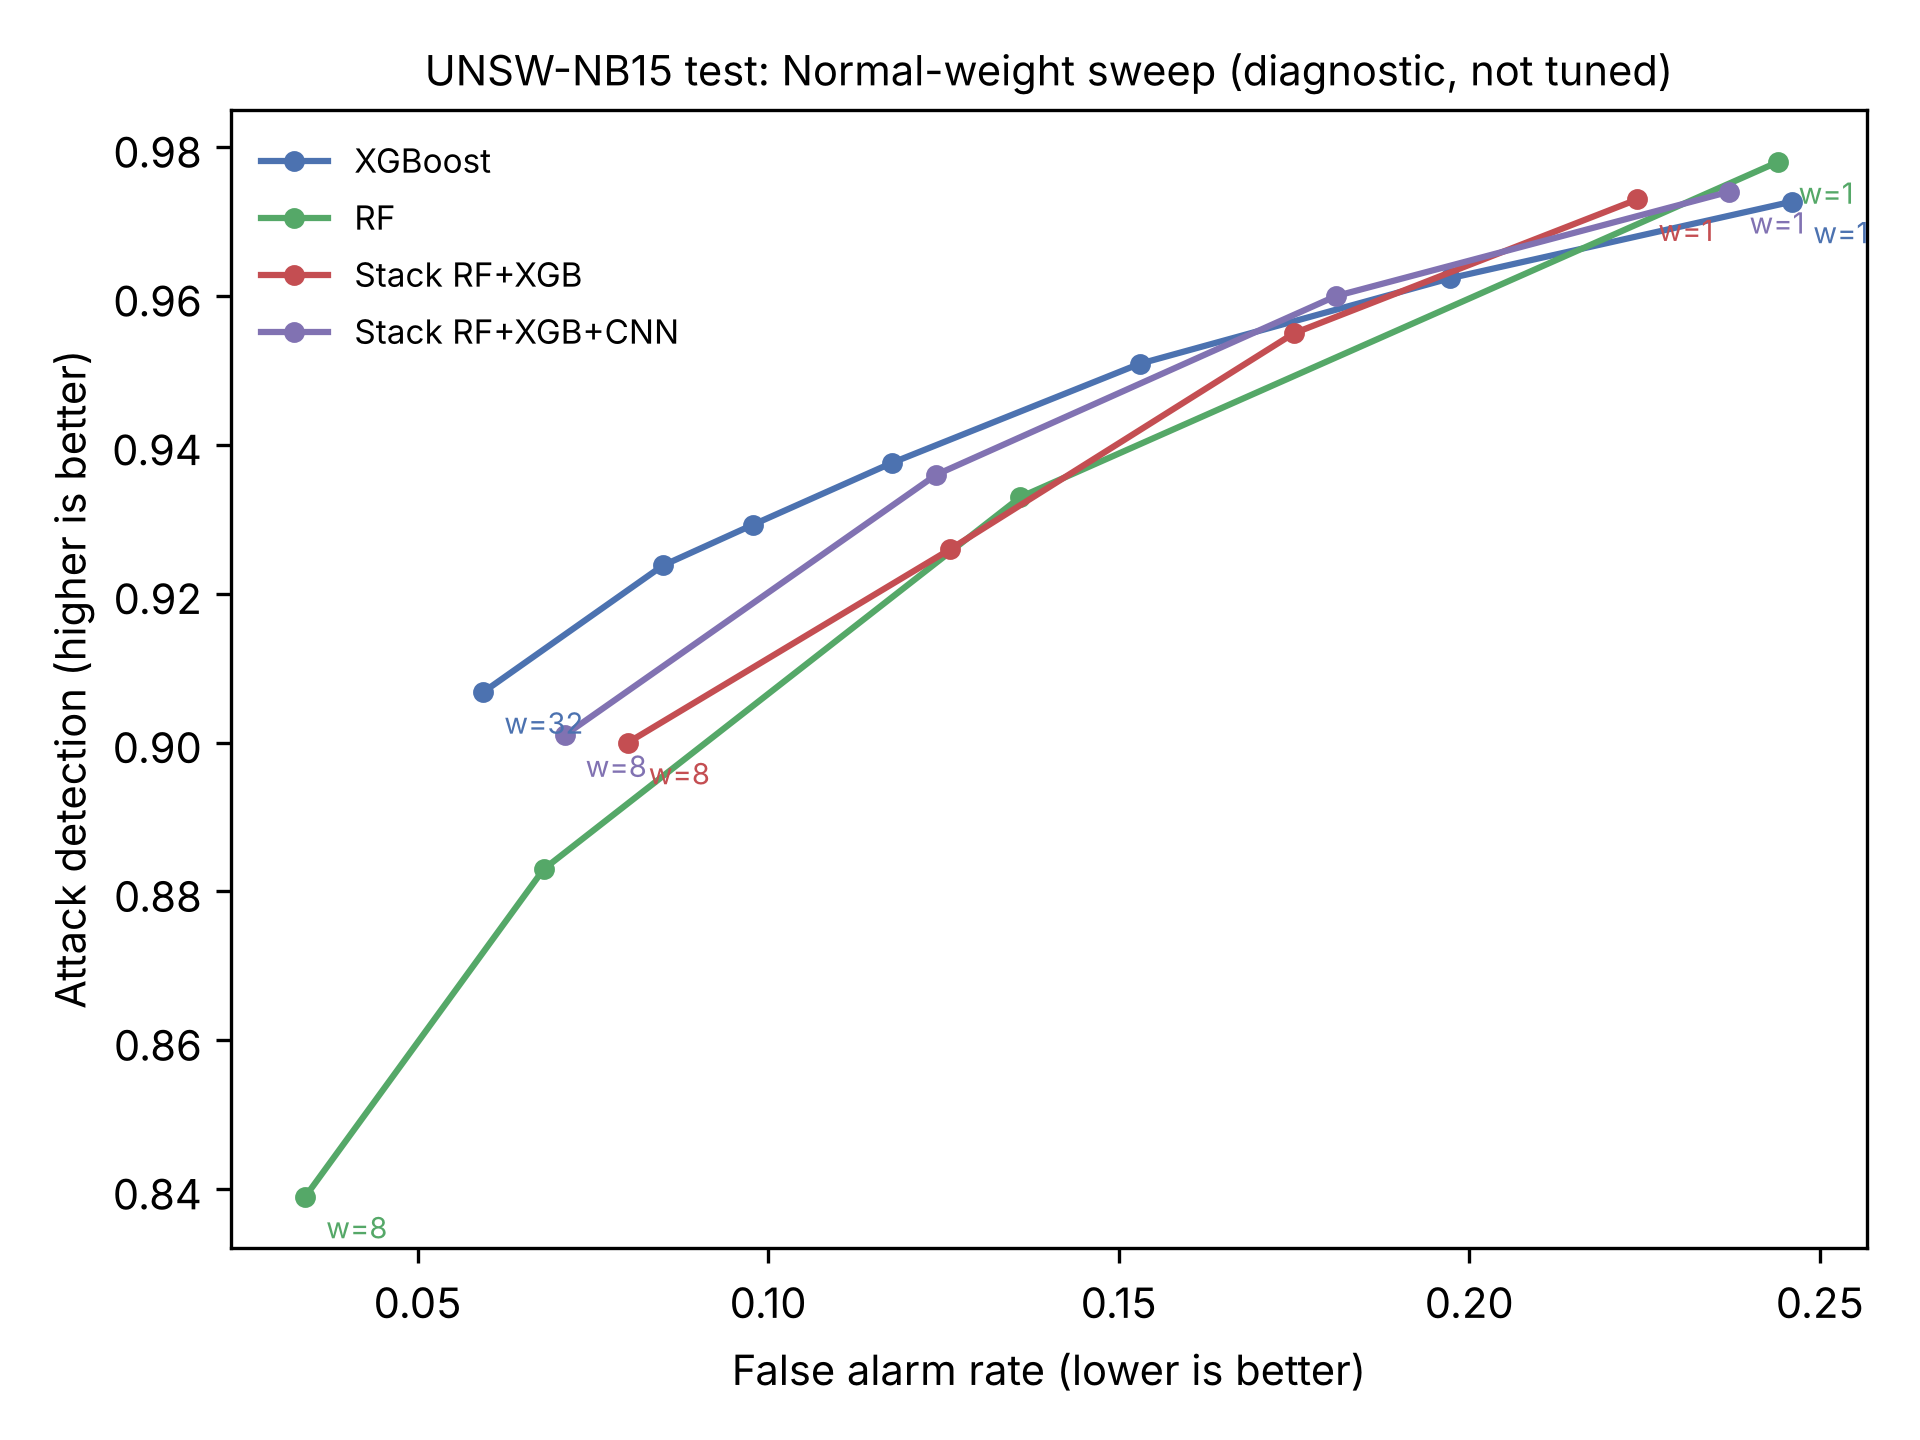 UNSW-NB15 test: Normal-weight sweep (diagnostic, not tuned)
XGBoost
RF
Stack RF+XGB
Stack RF+XGB+CNN
Attack detection (higher is better)
0.98
0.96
0.94
0.92
0.90
0.88
0.86
0.84
w=1
w=1
w=1
w=1
w=32
w=8
w=8
w=8
0.05 0.10 0.15 0.20 0.25
False alarm rate (lower is better)